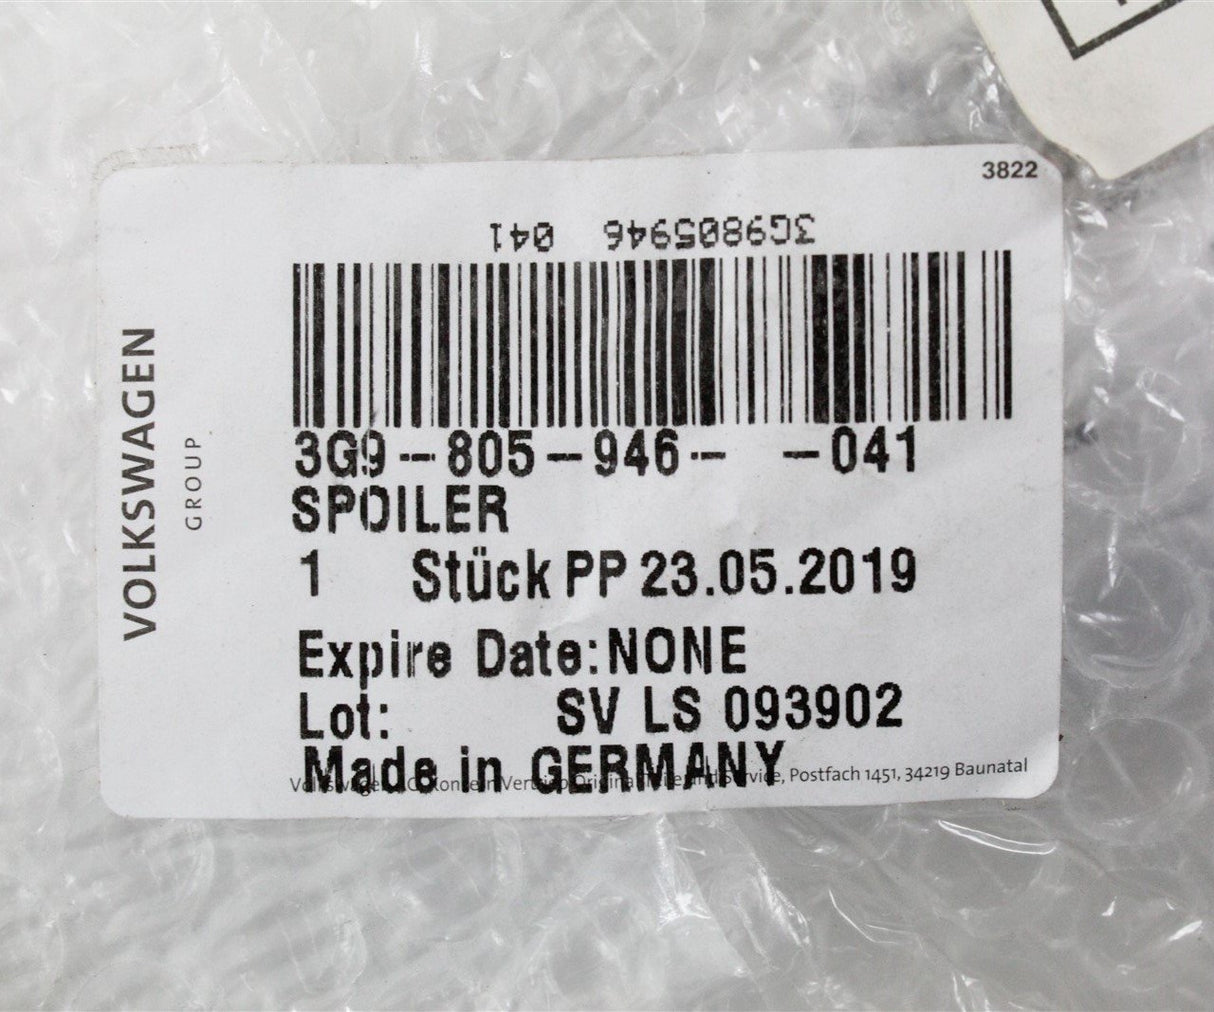 3822
3G9805946 041
3G9--805-946-- --041
SPOILER
1 Stück PP 23.05.2019
Expire Date:NONE
Lot: SV LS 093902
Made in GERMANY
Service, Postfach 1451, 34219 Baunatal
VOLKSWAGEN
GROUP